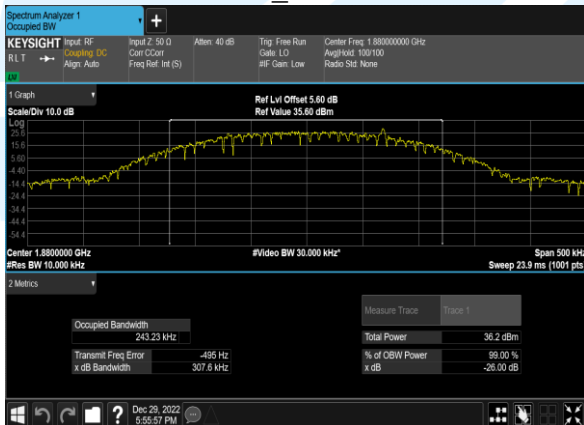 Spectrum Analyzer 1
Occupied BW
+
KEYSIGHT Input: RF Input Z: 50 Ω Atten: 40 dB Trig: Free Run Center Freq: 1.880000000 GHz
R L T Coupling: DC Corr CCorr Gate: LO Avg|Hold: 100/100
Align: Auto Freq Ref: Int (S) #IF Gain: Low Radio Std: None
LXI
1 Graph
Scale/Div 10.0 dB Ref Lvl Offset 5.60 dB
Ref Value 35.60 dBm
Log
25.6
15.6
5.60
-4.40
-14.4
-24.4
-34.4
-44.4
-54.4
Center 1.8800000 GHz #Video BW 30.000 kHz* Span 500 kHz
#Res BW 10.000 kHz Sweep 23.9 ms (1001 pts
2 Metrics
Measure Trace Trace 1
Occupied Bandwidth
243.23 kHz Total Power 36.2 dBm
Transmit Freq Error -495 Hz % of OBW Power 99.00 %
x dB Bandwidth 307.6 kHz x dB -26.00 dB
?
Dec 29, 2022
5:55:57 PM